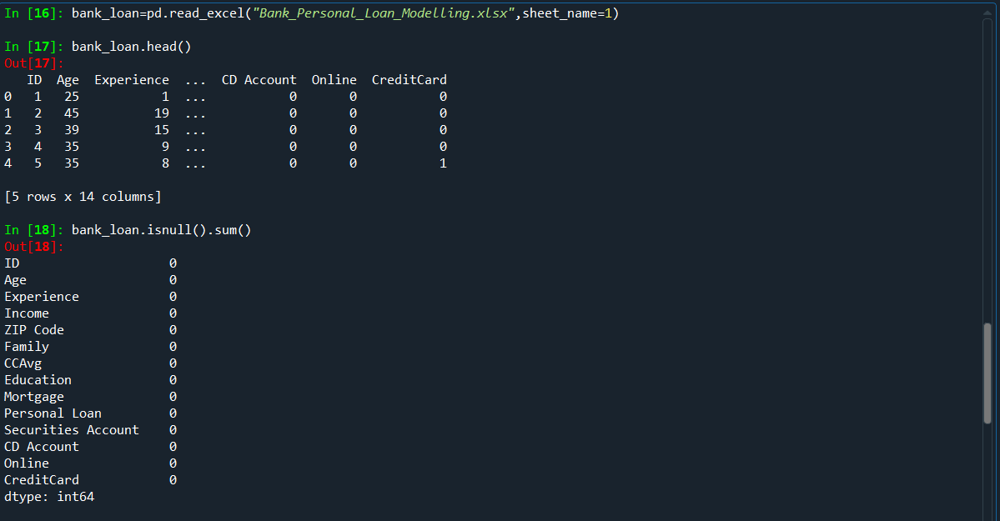 In [16]: bank_loan=pd.read_excel("Bank_Personal_Loan_Modelling.xlsx",sheet_name=1)
In [17]: bank_loan.head()
Out[17]:
ID Age Experience ... CD Account Online CreditCard
0 1 25 1 ... 0 0 0
1 2 45 19 ... 0 0 0
2 3 39 15 ... 0 0 0
3 4 35 9 ... 0 0 0
4 5 35 8 ... 0 0 1
[5 rows x 14 columns]
In [18]: bank_loan.isnull().sum()
Out[18]:
ID 0
Age 0
Experience 0
Income 0
ZIP Code 0
Family 0
CCAvg 0
Education 0
Mortgage 0
Personal Loan 0
Securities Account 0
CD Account 0
Online 0
CreditCard 0
dtype: int64